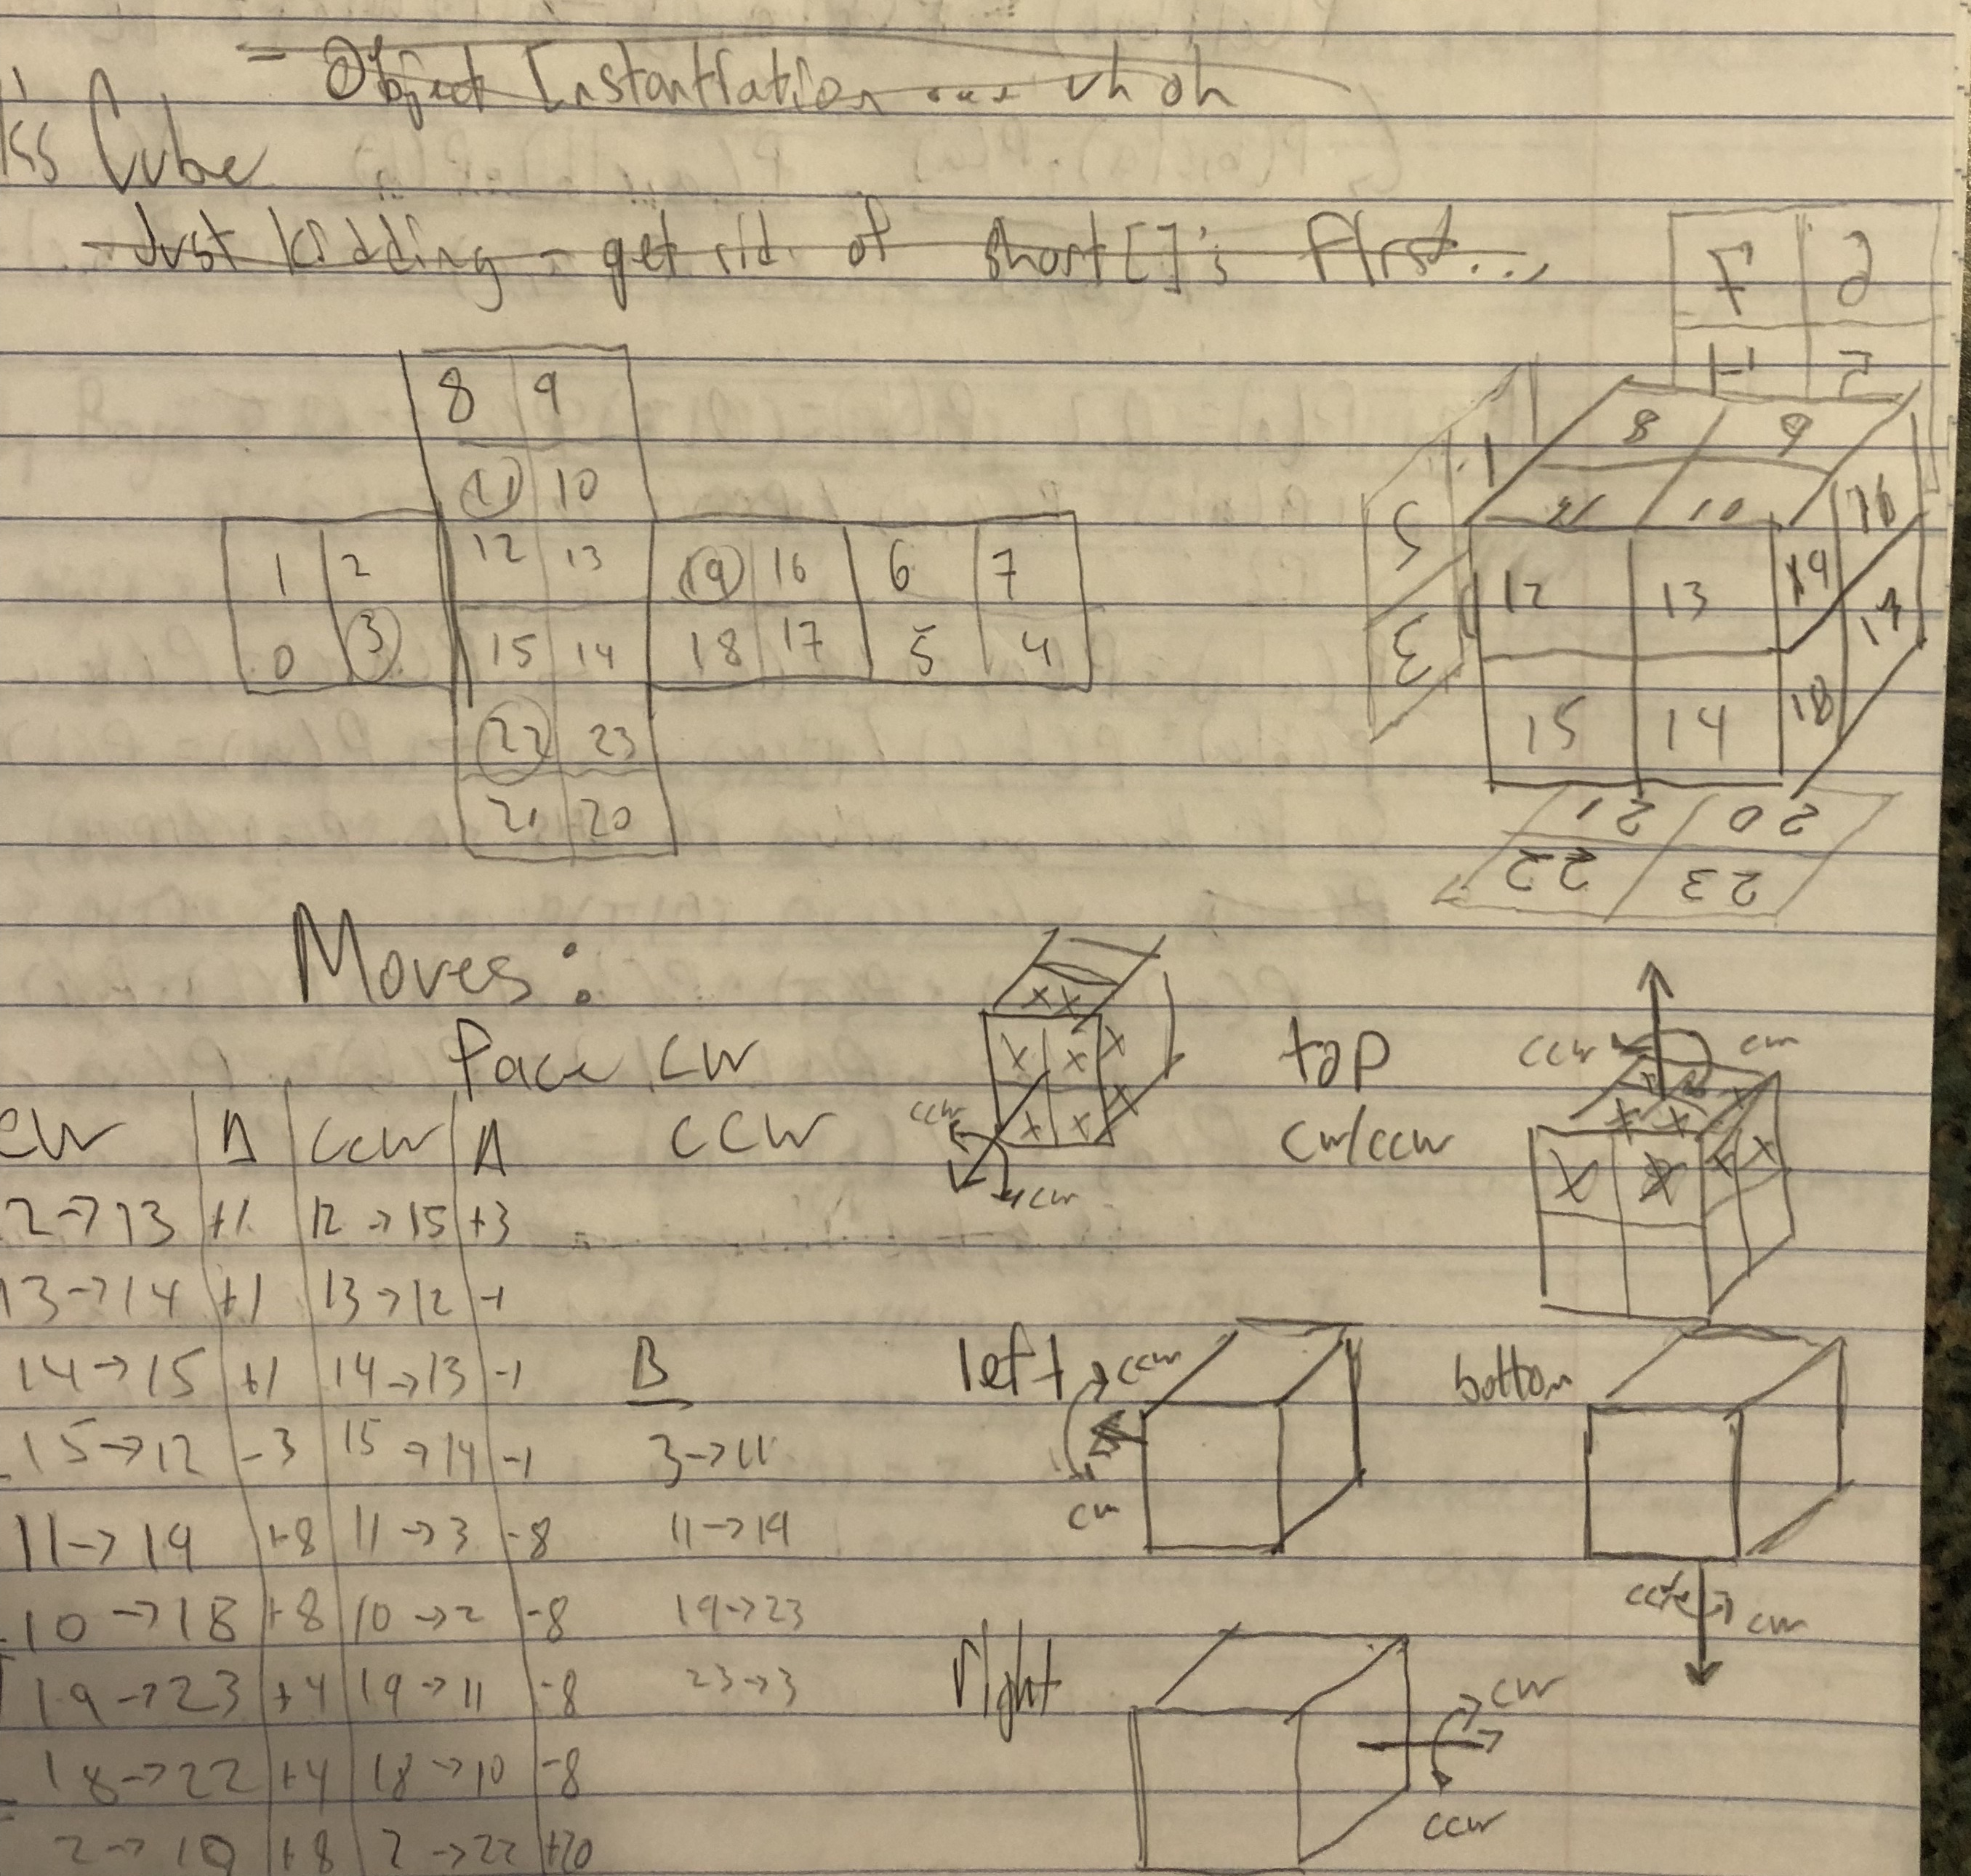 - Object Instantiation ... uh oh
ss Cube
- Just kidding - get rid of short[]'s first...
7 6
4 5
8 9
11 10
1 2 12 13 19 16 6 7
0 3 15 14 18 17 5 4
22 23
21 20
8 9
11 10
16
12 13 19 17
3
15 14 18
21 20
22 23
Moves:
face CW
CCW
ccw
cw
top
cw/ccw
ccw cw
CW Δ CCW Δ
2→13 +1 12→15 +3
13→14 +1 13→12 -1
14→15 +1 14→13 -1
15→12 -3 15→14 -1
11→19 +8 11→3 -8
10→18 +8 10→2 -8
19→23 +4 19→11 -8
18→22 +4 18→10 -8
2→10 +8 2→22 +20
B
3→11
11→19
19→23
23→3
left ccw
cw
bottom
cw
right
cw
ccw